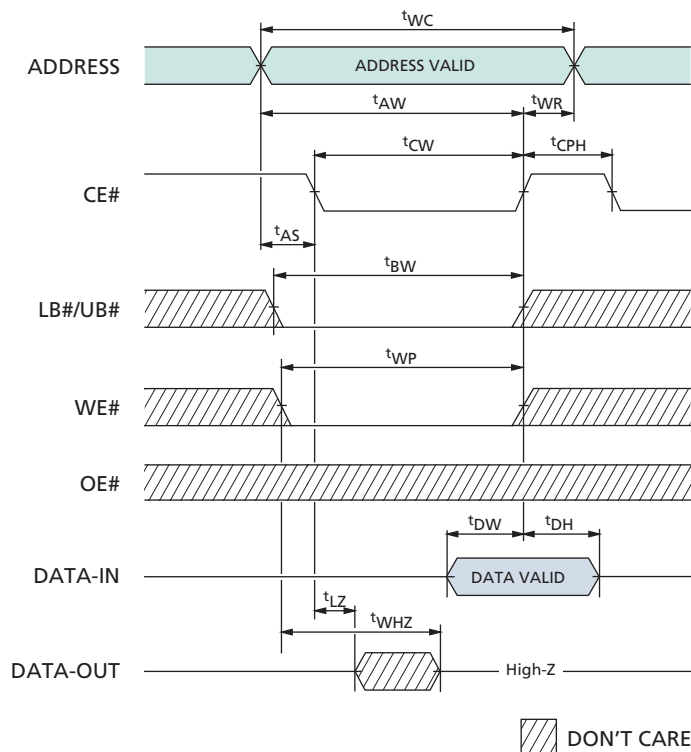 tWC
ADDRESS
ADDRESS VALID
tAW
tWR
tCW
tCPH
CE#
tAS
tBW
LB#/UB#
tWP
WE#
OE#
tDW
tDH
DATA-IN
DATA VALID
tLZ
tWHZ
DATA-OUT
High-Z
DON'T CARE